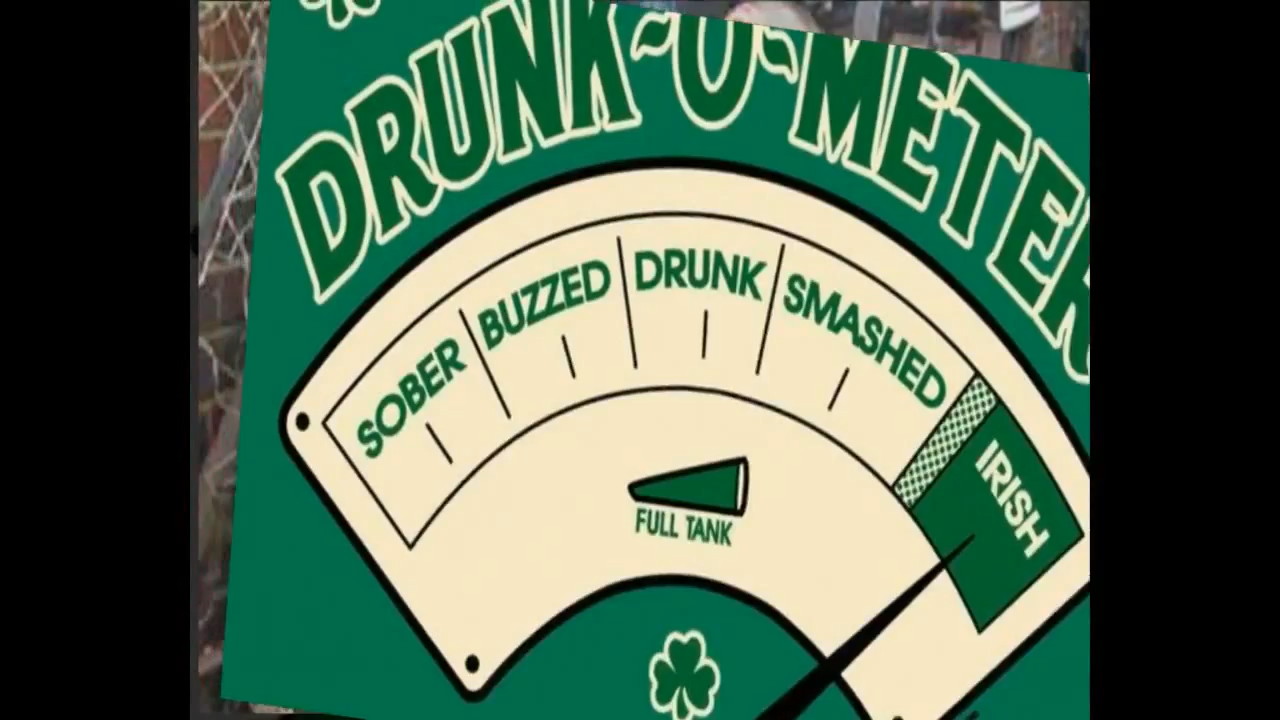 DRUNK-O-METER
SOBER
BUZZED
DRUNK
SMASHED
IRISH
FULL TANK